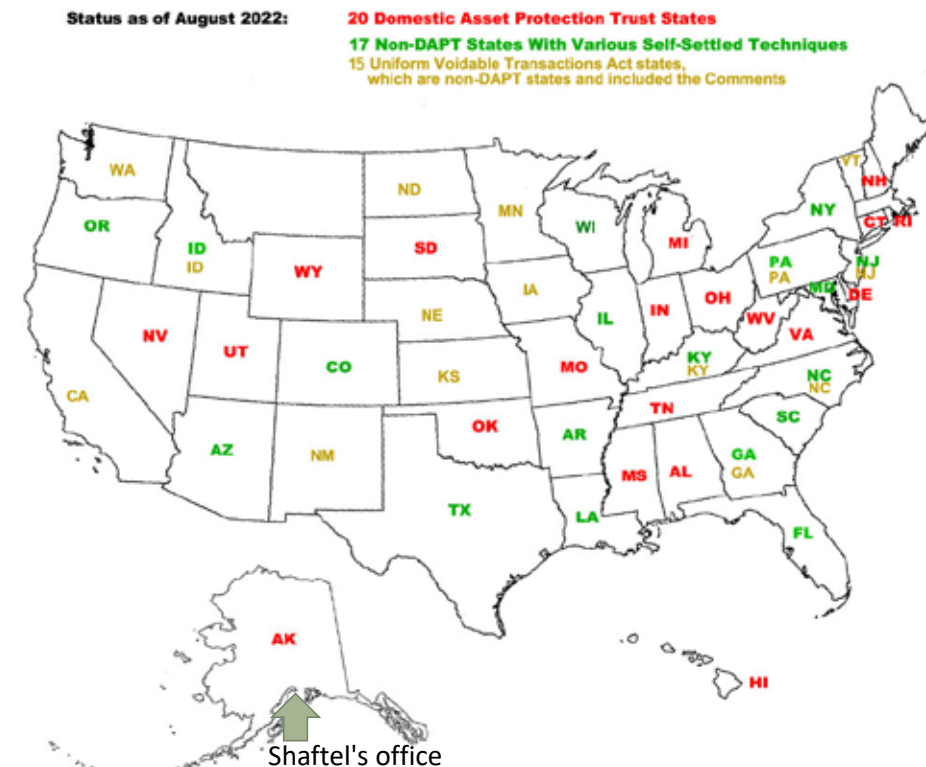 Status as of August 2022:
20 Domestic Asset Protection Trust States
17 Non-DAPT States With Various Self-Settled Techniques
15 Uniform Voidable Transactions Act states,
which are non-DAPT states and included the Comments
WA
ND
MN
VT
NH
OR
ID
ID
WY
SD
WI
MI
NY
CT
RI
PA
PA
NJ
NJ
MD
DE
NV
UT
CO
NE
IA
IL
IN
OH
WV
VA
CA
KS
MO
KY
KY
NC
NC
AZ
NM
OK
AR
TN
SC
MS
AL
GA
GA
TX
LA
FL
AK
HI
Shaftel's office